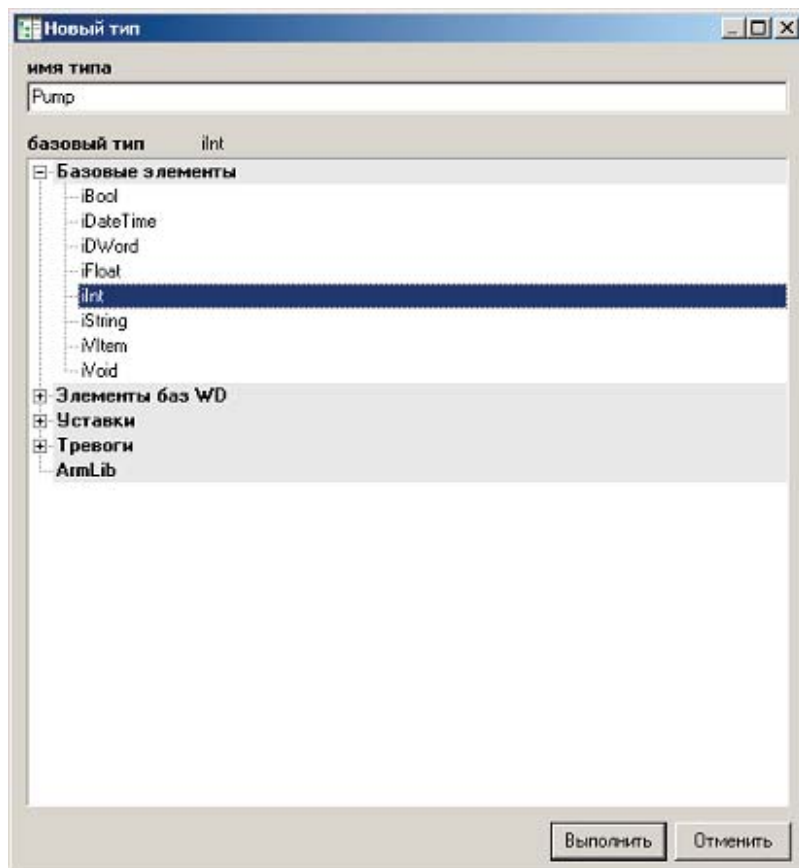 Новый тип
имя типа
Pump
базовый тип iInt
Базовые элементы
iBool
iDateTime
iDWord
iFloat
iInt
iString
iVItem
iVoid
Элементы баз WD
Уставки
Тревоги
ArmLib
Выполнить Отменить